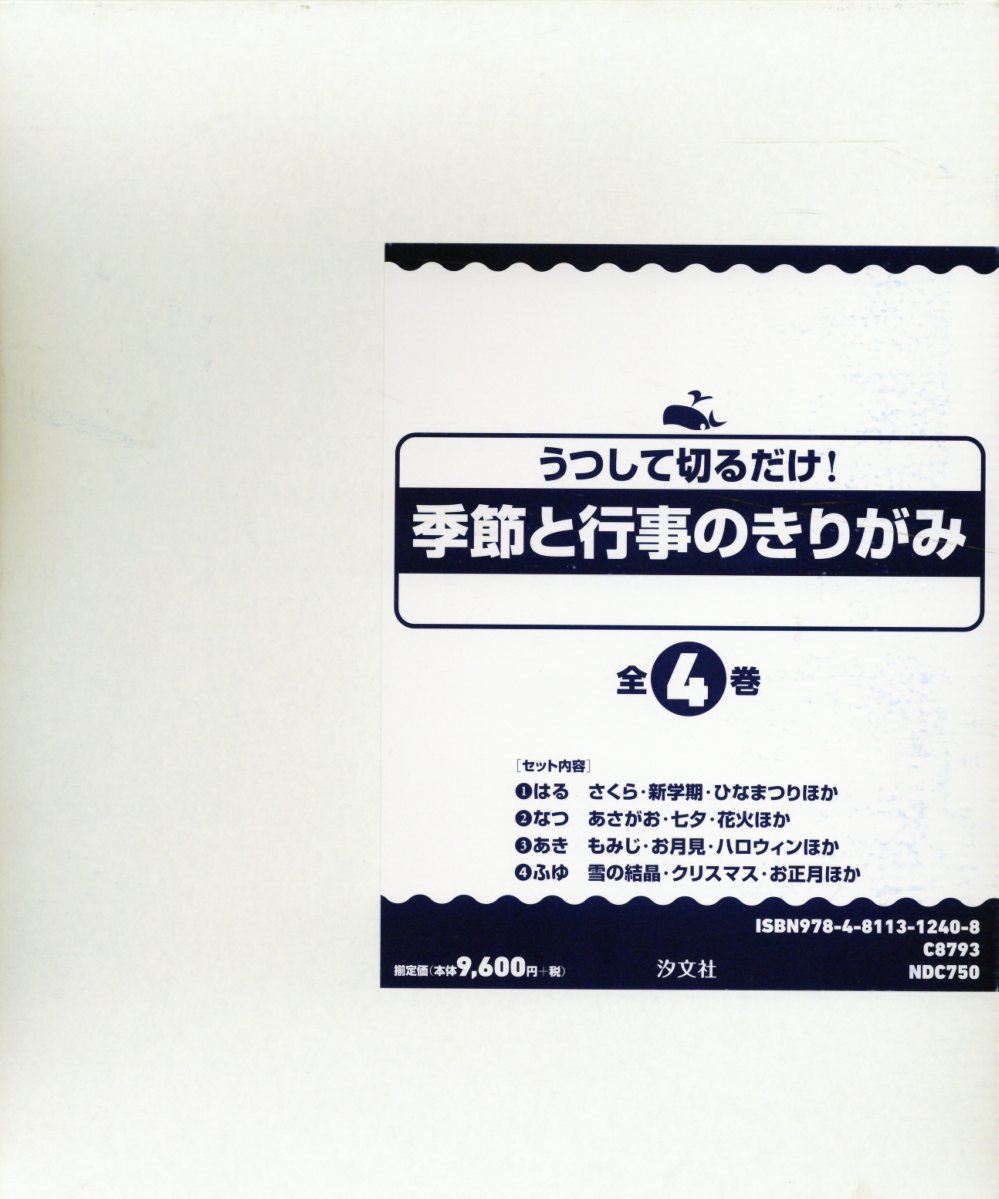 うつして切るだけ!
季節と行事のきりがみ
全4巻
[セット内容]
❶はる さくら・新学期・ひなまつりほか
❷なつ あさがお・七夕・花火ほか
❸あき もみじ・お月見・ハロウィンほか
❹ふゆ 雪の結晶・クリスマス・お正月ほか
ISBN978-4-8113-1240-8
C8793
NDC750
揃定価(本体9,600円+税)
汐文社